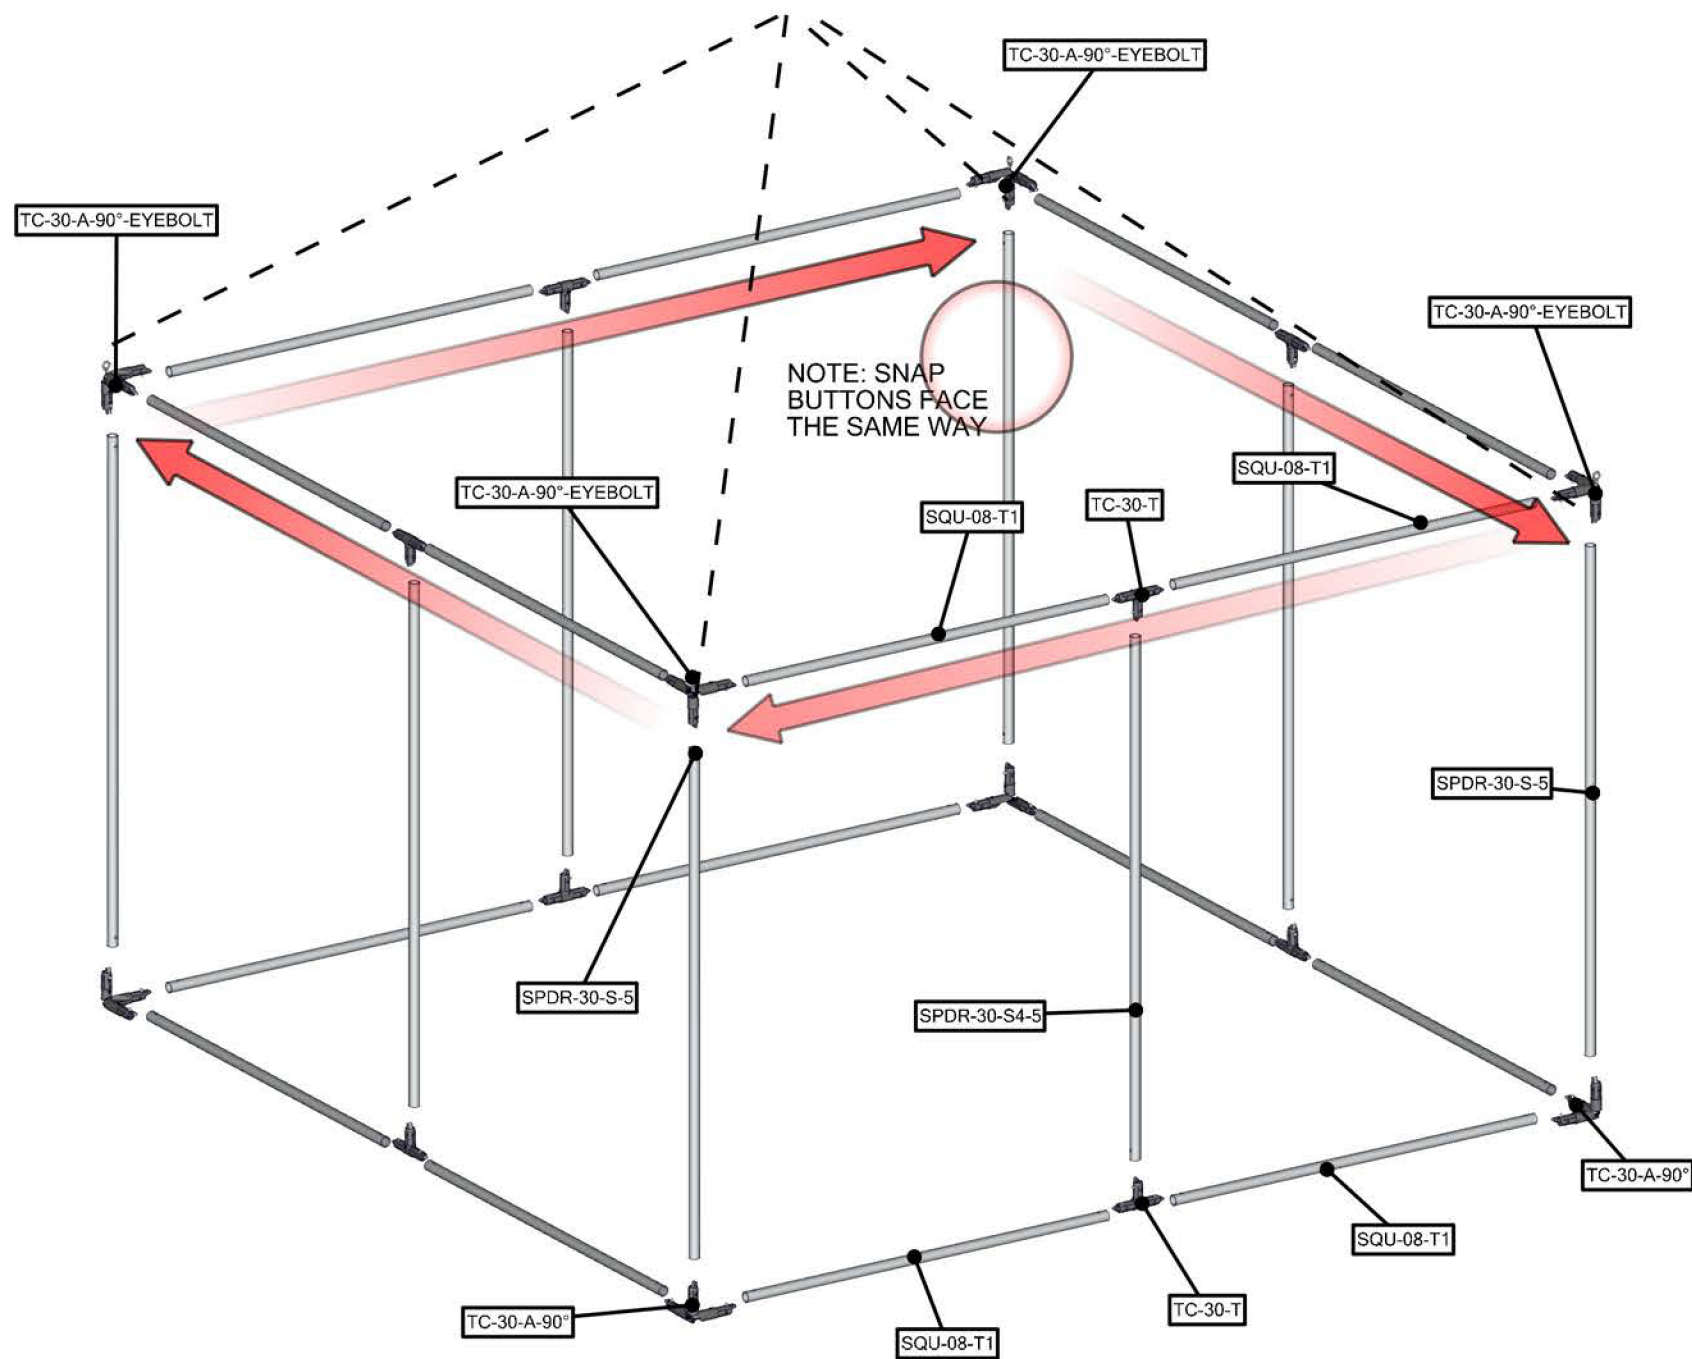 TC-30-A-90°-EYEBOLT
TC-30-A-90°-EYEBOLT
TC-30-A-90°-EYEBOLT
NOTE: SNAP
BUTTONS FACE
THE SAME WAY
TC-30-A-90°-EYEBOLT
SQU-08-T1
TC-30-T
SQU-08-T1
SPDR-30-S-5
SPDR-30-S-5
SPDR-30-S4-5
TC-30-A-90°
SQU-08-T1
TC-30-T
TC-30-A-90°
SQU-08-T1